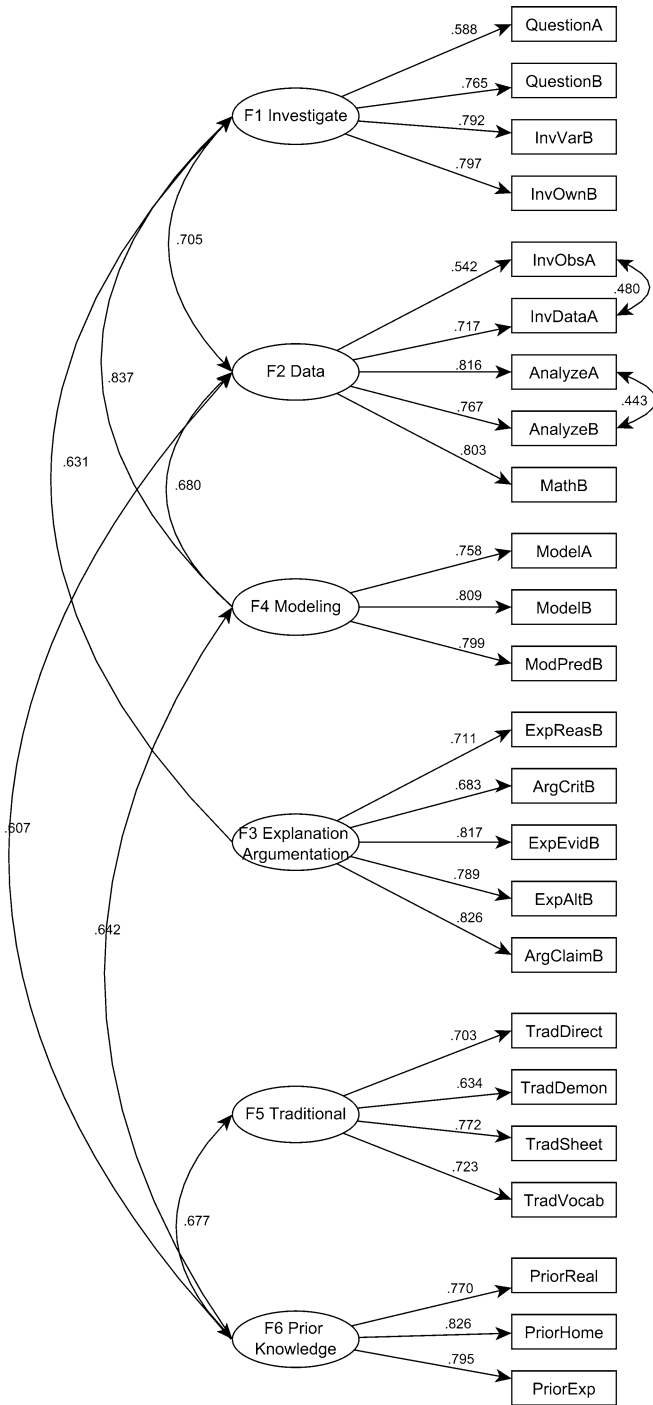 .588
QuestionA
.765
QuestionB
F1 Investigate
.792
InvVarB
.797
InvOwnB
.705
.542
InvObsA
.480
.717
InvDataA
F2 Data
.816
AnalyzeA
.837
.767
AnalyzeB
.443
.631
.803
MathB
.680
.758
ModelA
F4 Modeling
.809
ModelB
.799
ModPredB
.711
ExpReasB
.683
ArgCritB
F3 Explanation
Argumentation
.817
ExpEvidB
.607
.789
ExpAltB
.642
.826
ArgClaimB
.703
TradDirect
.634
TradDemon
F5 Traditional
.772
TradSheet
.723
TradVocab
.677
.770
PriorReal
F6 Prior
Knowledge
.826
PriorHome
.795
PriorExp